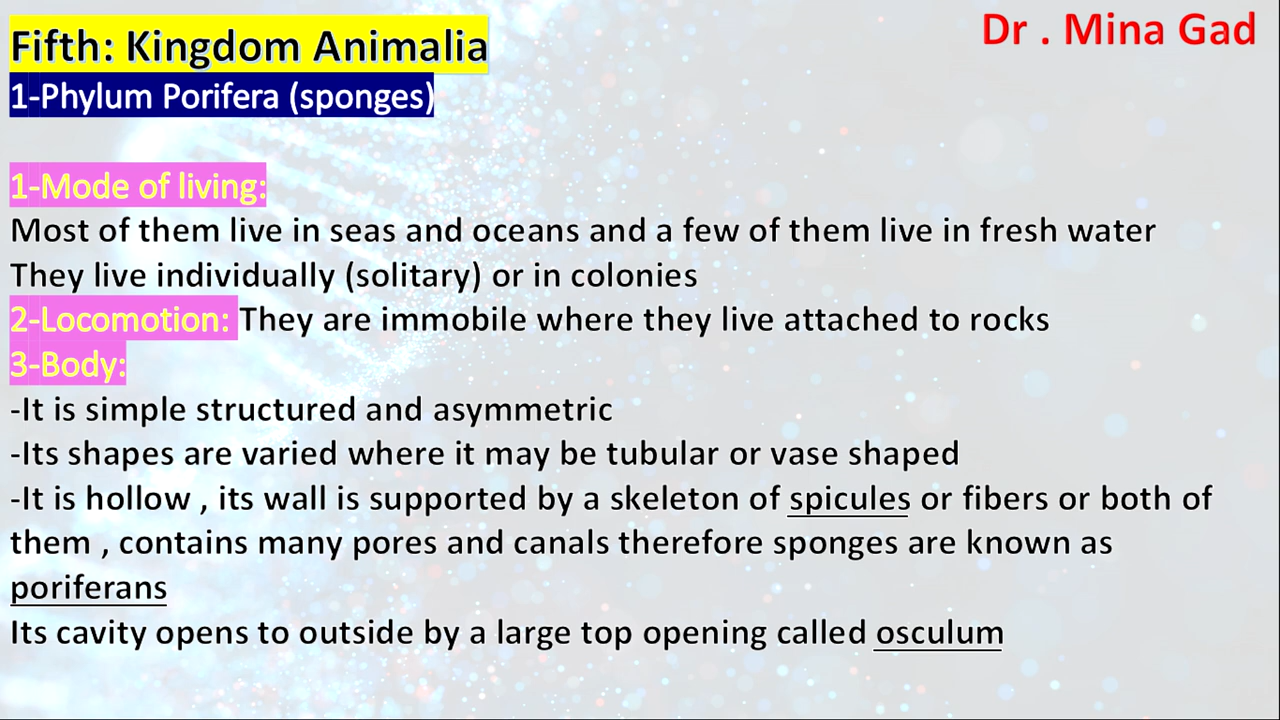 Fifth: Kingdom Animalia
Dr . Mina Gad
1-Phylum Porifera (sponges)
1-Mode of living:
Most of them live in seas and oceans and a few of them live in fresh water
They live individually (solitary) or in colonies
2-Locomotion: They are immobile where they live attached to rocks
3-Body:
-It is simple structured and asymmetric
-Its shapes are varied where it may be tubular or vase shaped
-It is hollow , its wall is supported by a skeleton of spicules or fibers or both of
them , contains many pores and canals therefore sponges are known as
poriferans
Its cavity opens to outside by a large top opening called osculum